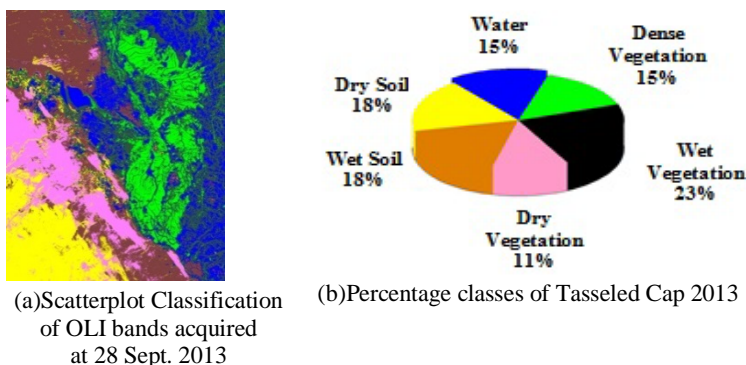 Water
15%
Dense
Vegetation
15%
Dry Soil
18%
Wet Soil
18%
Wet
Vegetation
23%
Dry
Vegetation
11%
(a)Scatterplot Classification
of OLI bands acquired
at 28 Sept. 2013
(b)Percentage classes of Tasseled Cap 2013